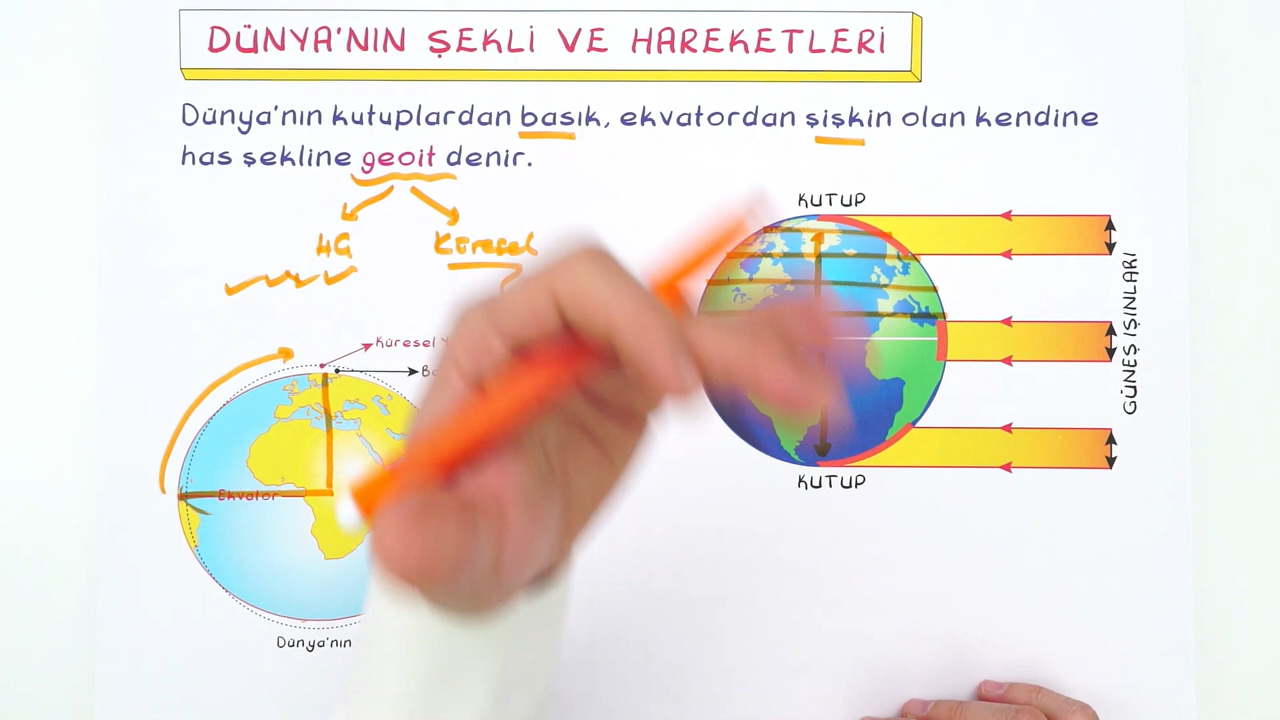 DÜNYA'NIN ŞEKLİ VE HAREKETLERİ
Dünya'nın kutuplardan basık, ekvatordan şişkin olan kendine
has şekline geoit denir.
HG
Küresel
Küresel
Ekvator
Dünya'nın
KUTUP
KUTUP
GÜNEŞ IŞINLARI